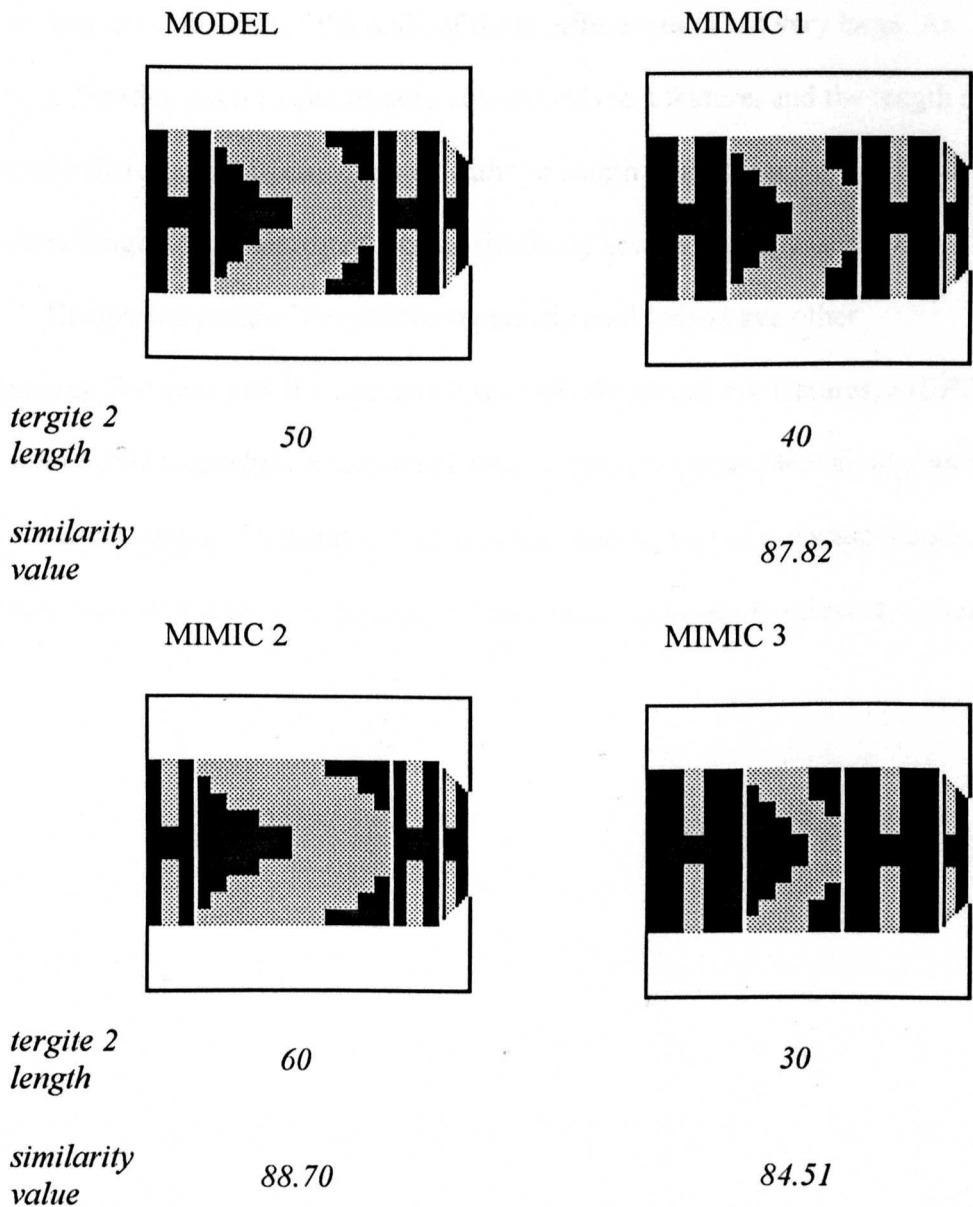 MODEL
MIMIC 1
tergite 2
length
50
40
similarity
value
87.82
MIMIC 2
MIMIC 3
tergite 2
length
60
30
similarity
value
88.70
84.51